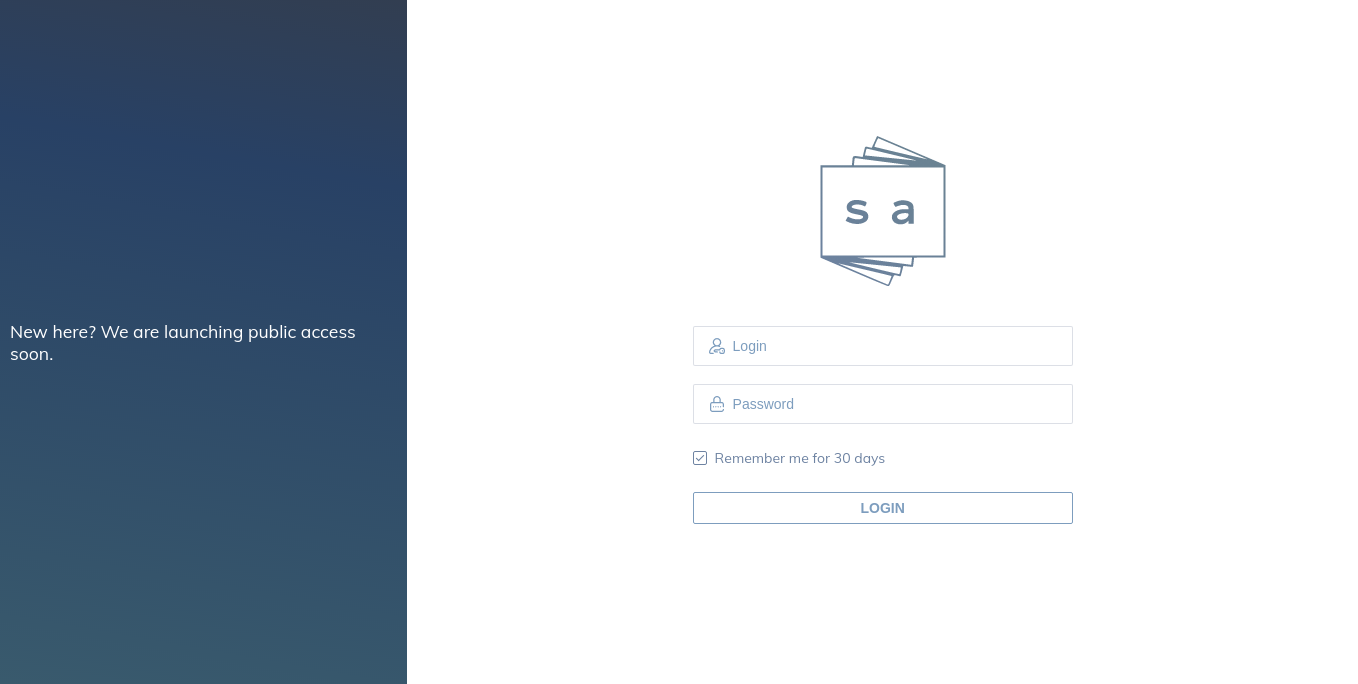 New here? We are launching public access
soon.
s a
Login
Password
Remember me for 30 days
LOGIN